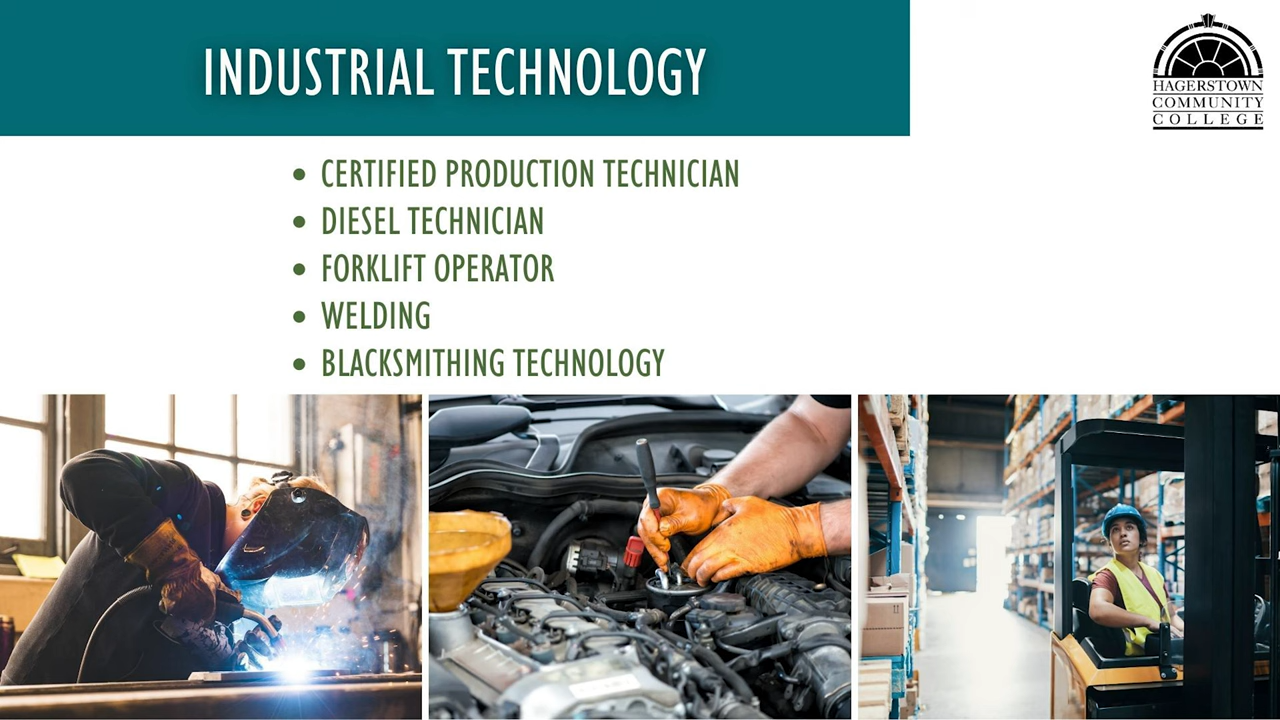 INDUSTRIAL TECHNOLOGY
HAGERSTOWN
COMMUNITY
COLLEGE
• CERTIFIED PRODUCTION TECHNICIAN
• DIESEL TECHNICIAN
• FORKLIFT OPERATOR
• WELDING
• BLACKSMITHING TECHNOLOGY